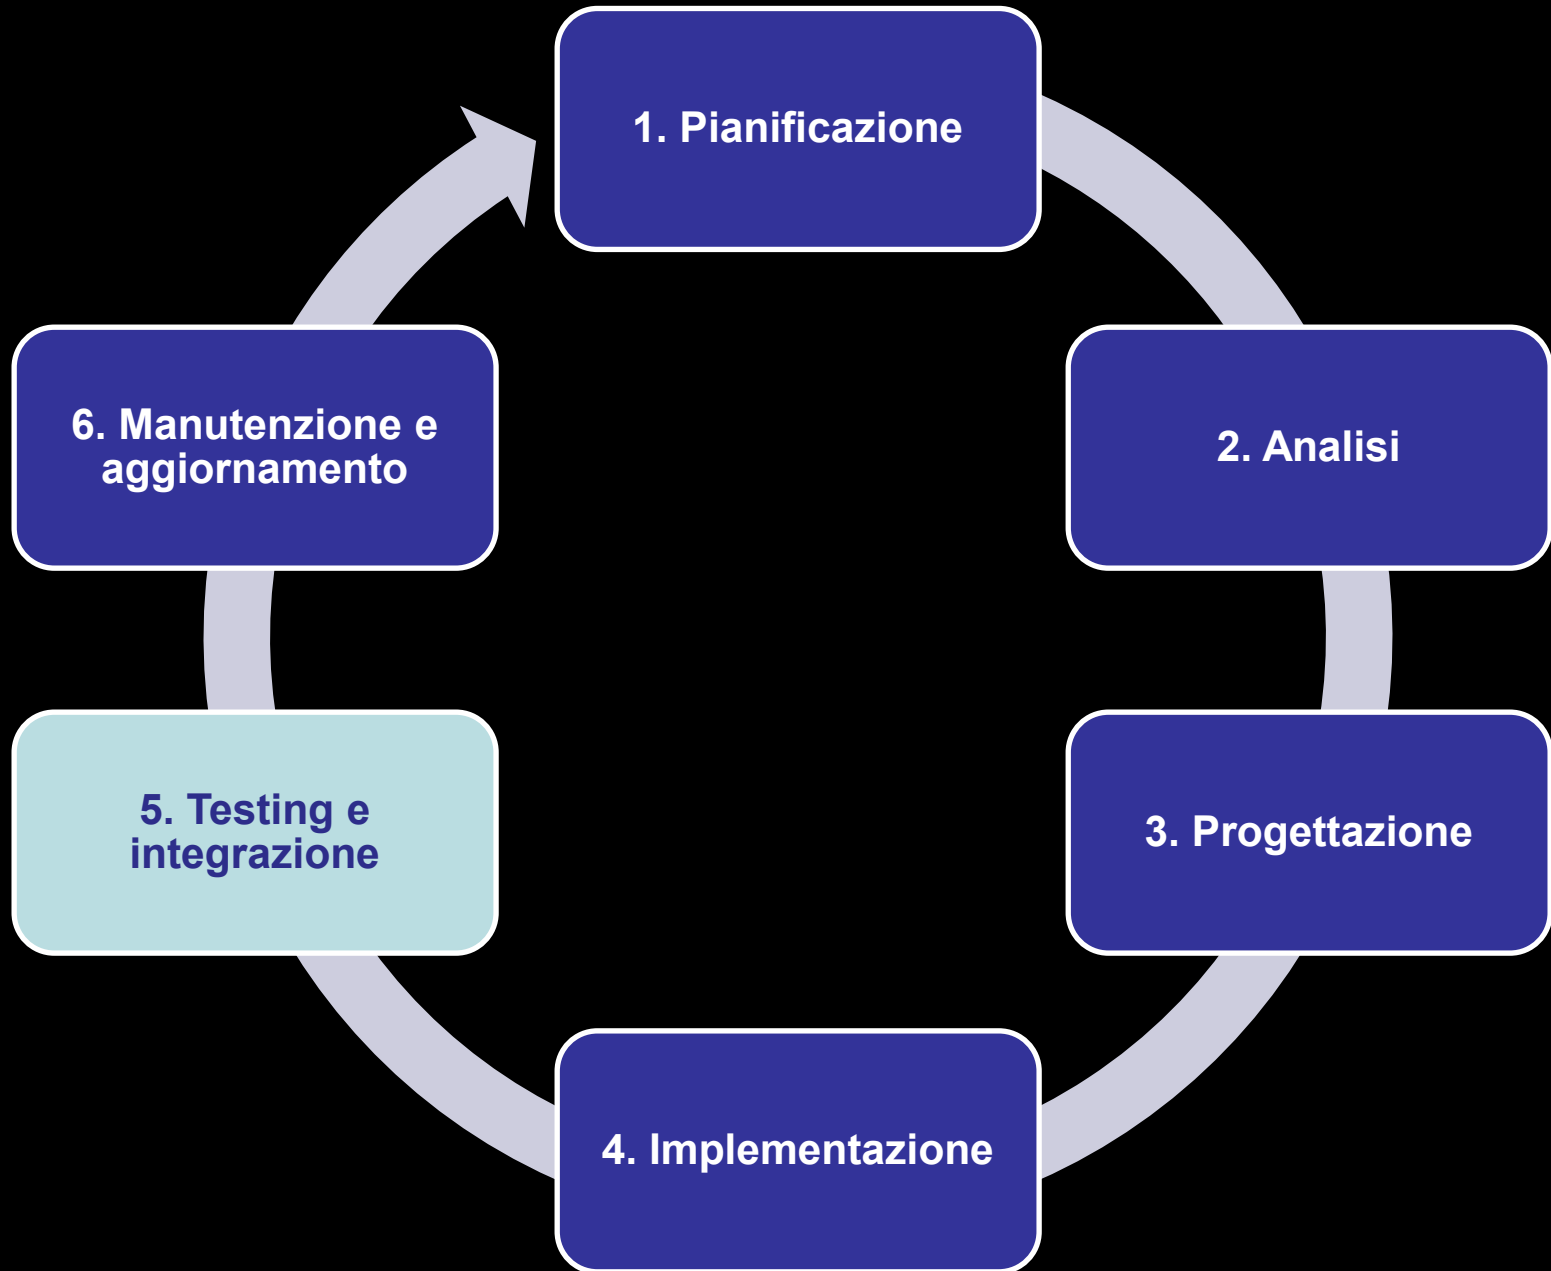 1. Pianificazione
2. Analisi
3. Progettazione
4. Implementazione
5. Testing e
integrazione
6. Manutenzione e
aggiornamento